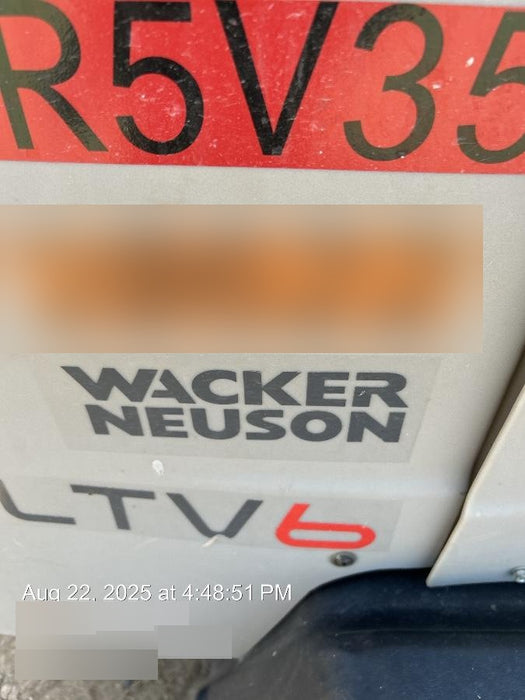 R5V35
WACKER
NEUSON
LTV6
Aug 22, 2025 at 4:48:51 PM